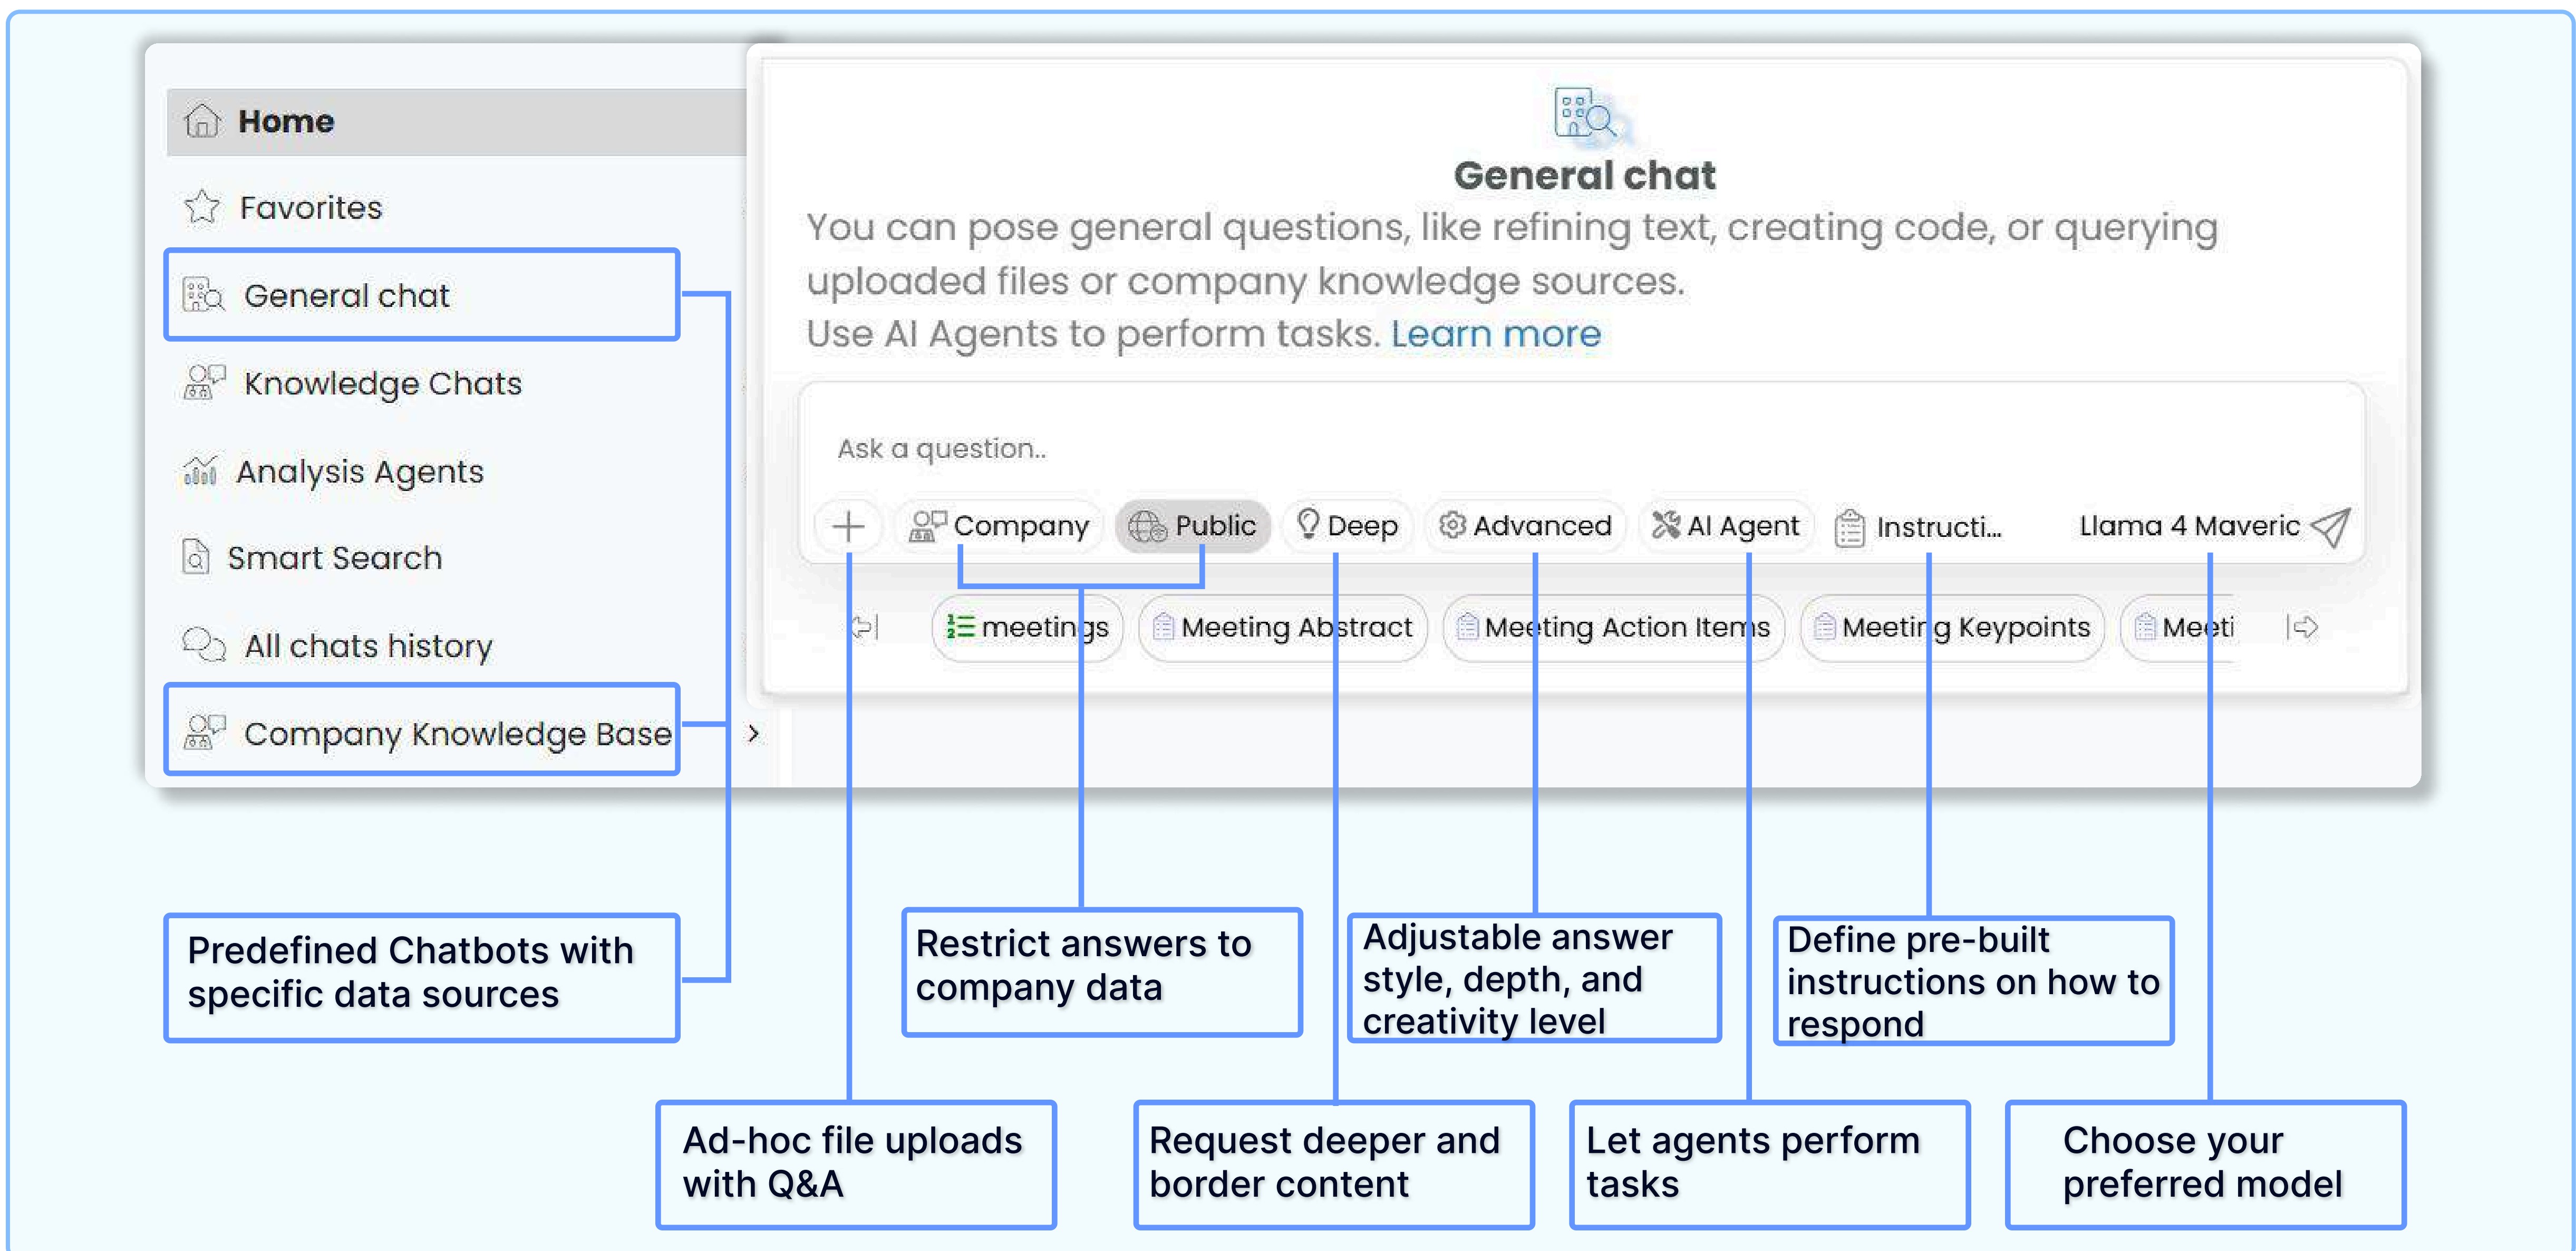 Home
Favorites
General chat
Knowledge Chats
Analysis Agents
Smart Search
All chats history
Company Knowledge Base
General chat
You can pose general questions, like refining text, creating code, or querying
uploaded files or company knowledge sources.
Use AI Agents to perform tasks. Learn more
Ask a question..
Company Public Deep Advanced AI Agent Instructi... Llama 4 Maveric
meetings Meeting Abstract Meeting Action Items Meeting Keypoints Meeti
Predefined Chatbots with
specific data sources
Restrict answers to
company data
Adjustable answer
style, depth, and
creativity level
Define pre-built
instructions on how to
respond
Ad-hoc file uploads
with Q&A
Request deeper and
border content
Let agents perform
tasks
Choose your
preferred model